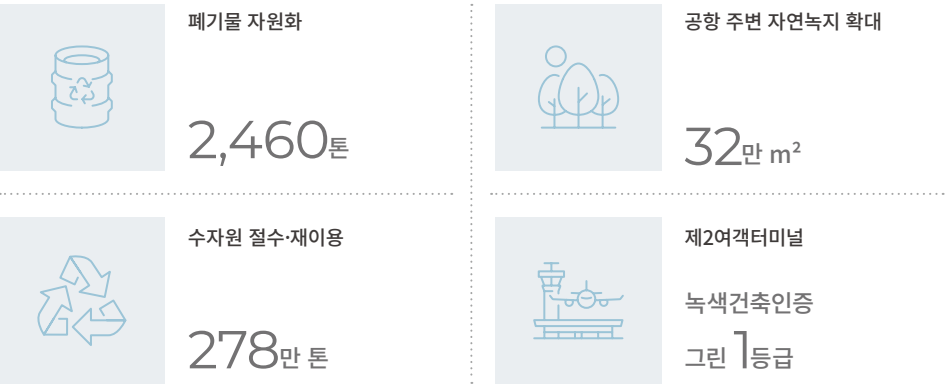 폐기물 자원화
2,460톤
공항 주변 자연녹지 확대
32만 m²
수자원 절수·재이용
278만 톤
제2여객터미널
녹색건축인증
그린 1등급